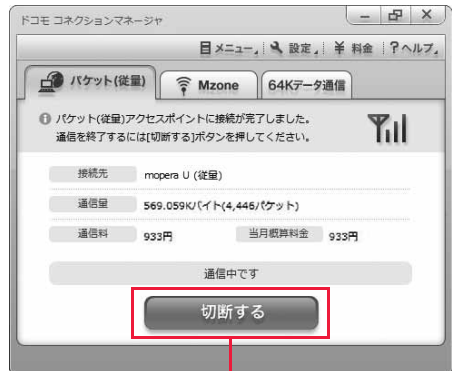 ドコモ コネクションマネージャ
メニュー 設定 ¥ 料金 ?ヘルプ
パケット(従量) Mzone 64Kデータ通信
パケット(従量)アクセスポイントに接続が完了しました。
通信を終了するには[切断する]ボタンを押してください。
接続先 mopera U (従量)
通信量 569.059Kバイト(4,446パケット)
通信料 933円 当月概算料金 933円
通信中です
切断する